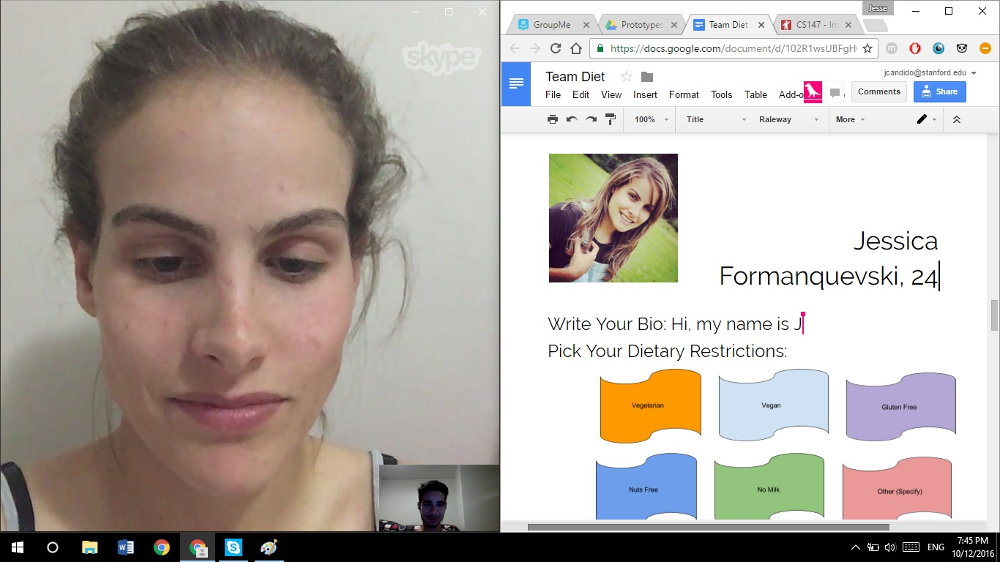 skype
Jesse
GroupMe
Prototypes
Team Diet
CS147 - Int
https://docs.google.com/document/d/102R1wsUBFgH
Team Diet
jcandido@stanford.edu
File Edit View Insert Format Tools Table Add-o
Comments
Share
100% Title Raleway More
Jessica
Formanquevski, 24
Write Your Bio: Hi, my name is J
Pick Your Dietary Restrictions:
Vegetarian
Vegan
Gluten Free
Nuts Free
No Milk
Other (Specify)
ENG
7:45 PM
10/12/2016